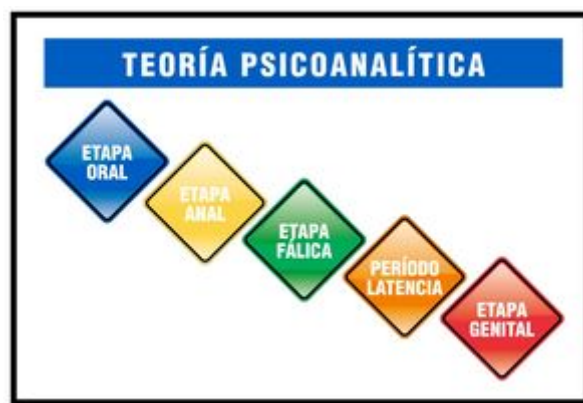 TEORÍA PSICOANALÍTICA
ETAPA
ORAL
ETAPA
ANAL
ETAPA
FÁLICA
PERÍODO
LATENCIA
ETAPA
GENITAL